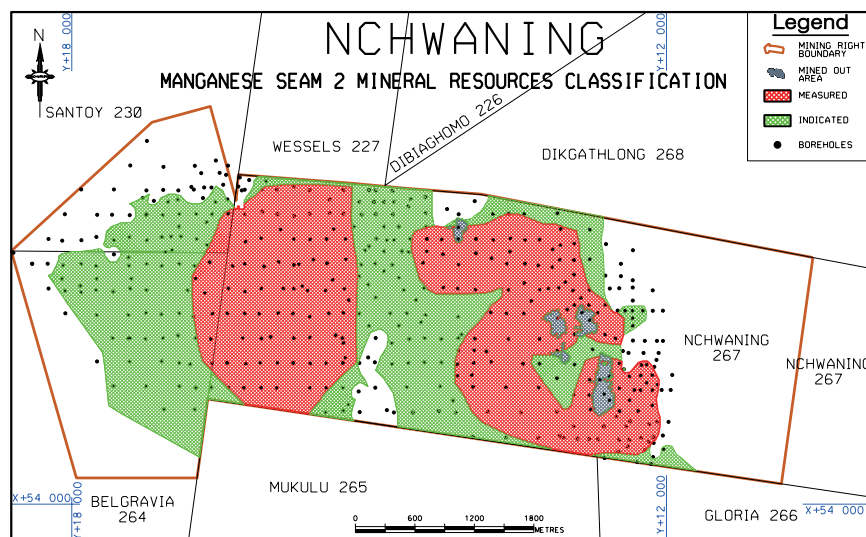 NCHWANING
MANGANESE SEAM 2 MINERAL RESOURCES CLASSIFICATION
Y+18 000
Y+12 000
N
Legend
MINING RIGHT
BOUNDARY
MINED OUT
AREA
MEASURED
INDICATED
BOREHOLES
SANTOY 230
WESSELS 227
DIBIAGHOMO 226
DIKGATHLONG 268
NCHWANING
267
NCHWANING
267
MUKULU 265
BELGRAVIA
264
GLORIA 266
X+54 000
Y+18 000
Y+12 000
X+54 000
0 600 1200 1800
METRES